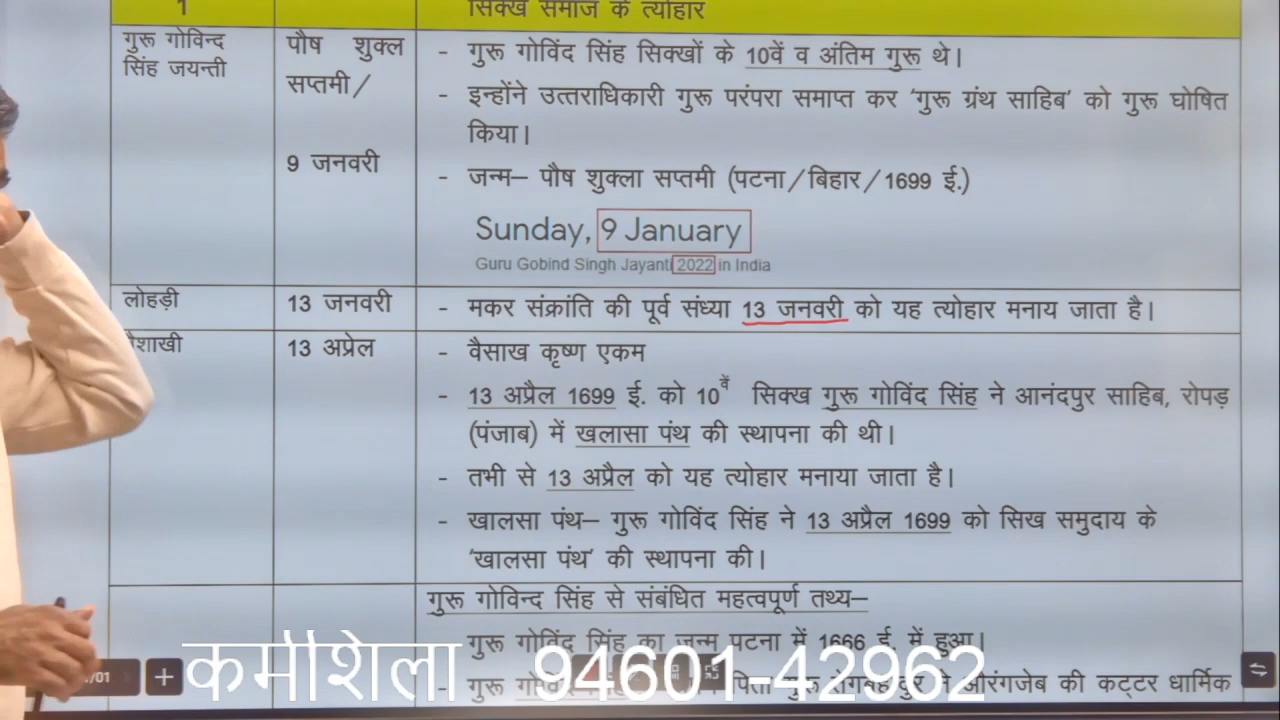 1 सिक्ख समाज के त्योहार
गुरू गोविन्द सिंह जयन्ती
पौष शुक्ल सप्तमी/
9 जनवरी
- गुरू गोविंद सिंह सिक्खों के 10वें व अंतिम गुरू थे।
- इन्होंने उत्तराधिकारी गुरू परंपरा समाप्त कर 'गुरू ग्रंथ साहिब' को गुरू घोषित
किया।
- जन्म– पौष शुक्ला सप्तमी (पटना/बिहार/1699 ई.)
Sunday, 9 January
Guru Gobind Singh Jayanti 2022 in India
लोहड़ी 13 जनवरी - मकर संक्रांति की पूर्व संध्या 13 जनवरी को यह त्योहार मनाय जाता है।
वैशाखी 13 अप्रेल - वैसाख कृष्ण एकम
- 13 अप्रैल 1699 ई. को 10वें सिक्ख गुरू गोविंद सिंह ने आनंदपुर साहिब, रोपड़
(पंजाब) में खलासा पंथ की स्थापना की थी।
- तभी से 13 अप्रैल को यह त्योहार मनाया जाता है।
- खालसा पंथ– गुरू गोविंद सिंह ने 13 अप्रैल 1699 को सिख समुदाय के
'खालसा पंथ' की स्थापना की।
गुरू गोविन्द सिंह से संबंधित महत्वपूर्ण तथ्य–
- गुरू गोविंद सिंह का जन्म पटना में 1666 ई. में हुआ।
/01 + कर्मशिला 94601-42962
- गुरू पिता गुरू औरंगजेब की कट्टर धार्मिक